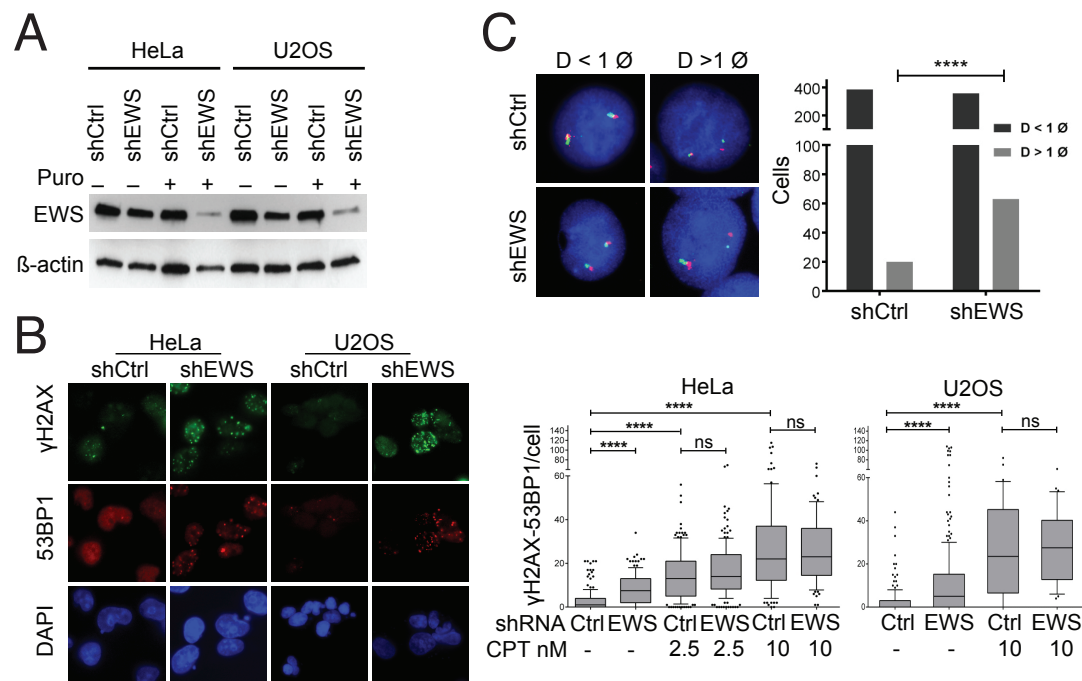 A
HeLa U2OS
shCtrl shEWS shCtrl shEWS shCtrl shEWS shCtrl shEWS
Puro – – + + – – + +
EWS
ß-actin
B
HeLa U2OS
shCtrl shEWS shCtrl shEWS
γH2AX
53BP1
DAPI
C
D < 1 Ø D >1 Ø
shCtrl
shEWS
****
400
200
100
80
60
40
20
0
Cells
D < 1 Ø
D > 1 Ø
shCtrl shEWS
HeLa
γH2AX-53BP1/cell
140
120
100
80
60
40
20
0
****
****
****
ns
ns
shRNA Ctrl EWS Ctrl EWS Ctrl EWS
CPT nM - - 2.5 2.5 10 10
U2OS
140
120
100
80
60
40
20
0
****
****
ns
Ctrl EWS Ctrl EWS
- - 10 10